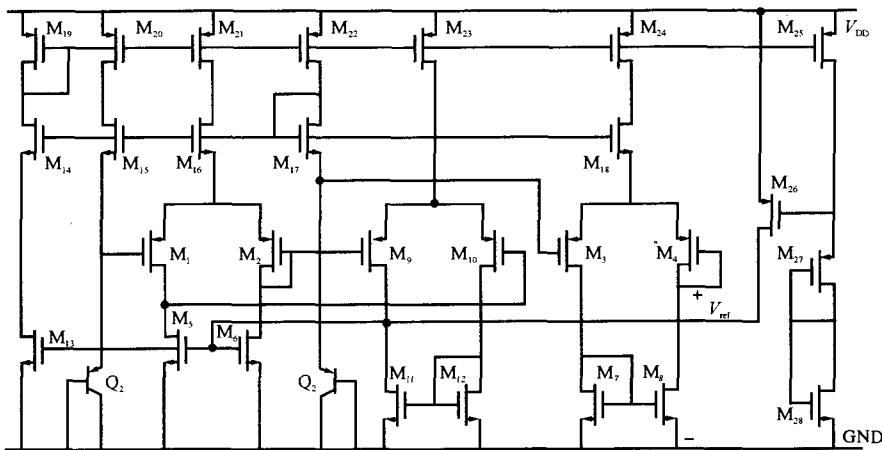 M19 M20 M21 M22 M23 M24 M25 VDD
M14 M15 M16 M17 M18
M26
M1 M2 M9 M10 M3 M4 M27
+
Vref
M13 M5 M6
Q2 Q2 M11 M12 M7 M8 M28
− GND